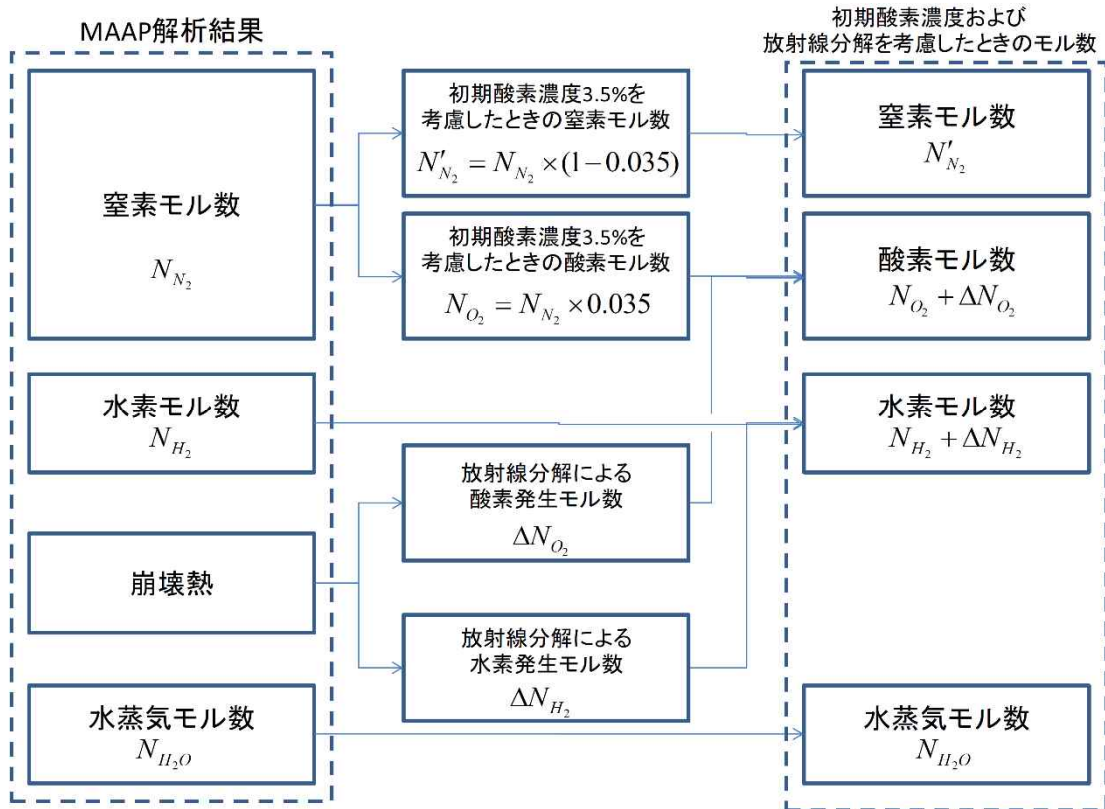 MAAP解析結果
窒素モル数
N_{N_2}
水素モル数
N_{H_2}
崩壊熱
水蒸気モル数
N_{H_2O}
初期酸素濃度3.5%を
考慮したときの窒素モル数
N'_{N_2} = N_{N_2} × (1−0.035)
初期酸素濃度3.5%を
考慮したときの酸素モル数
N_{O_2} = N_{N_2} × 0.035
放射線分解による
酸素発生モル数
ΔN_{O_2}
放射線分解による
水素発生モル数
ΔN_{H_2}
初期酸素濃度および
放射線分解を考慮したときのモル数
窒素モル数
N'_{N_2}
酸素モル数
N_{O_2} + ΔN_{O_2}
水素モル数
N_{H_2} + ΔN_{H_2}
水蒸気モル数
N_{H_2O}